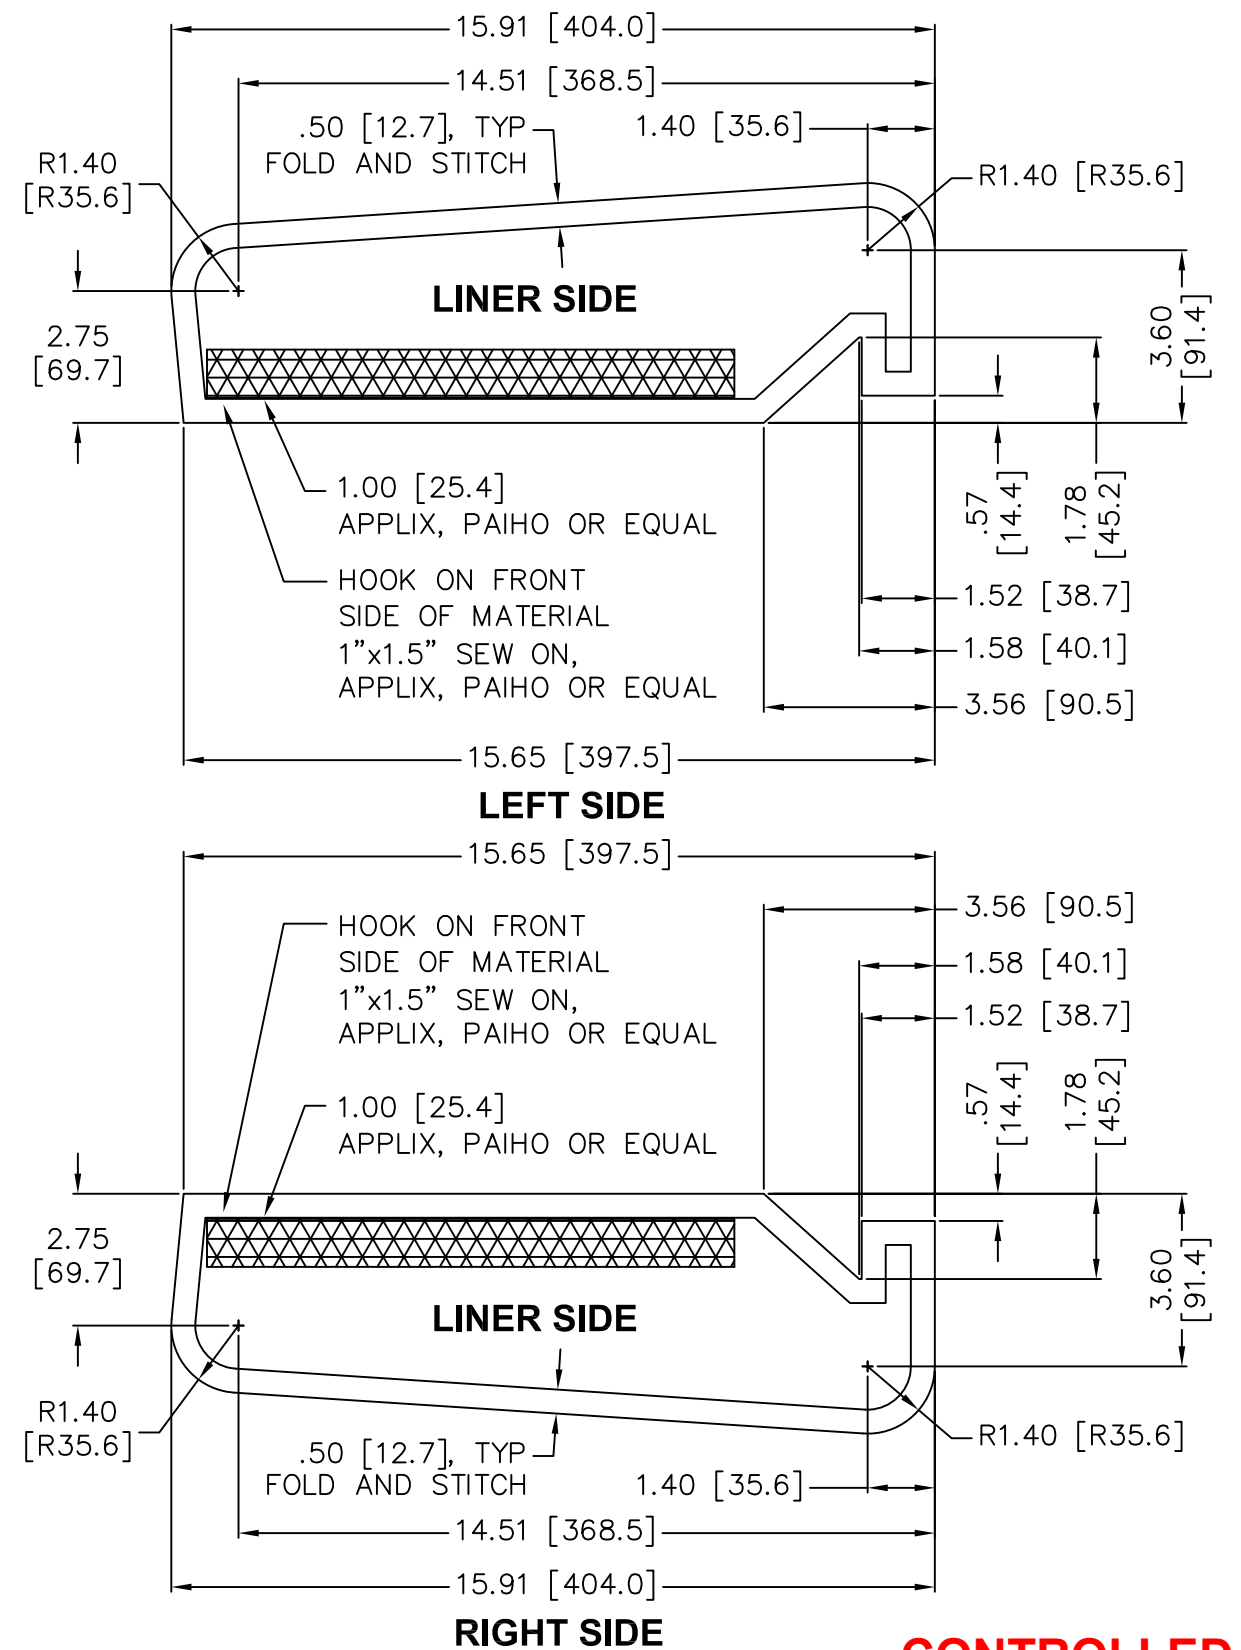 15.91 [404.0]
14.51 [368.5]
.50 [12.7], TYP
FOLD AND STITCH
1.40 [35.6]
R1.40
[R35.6]
R1.40 [R35.6]
LINER SIDE
2.75
[69.7]
3.60
[91.4]
1.00 [25.4]
APPLIX, PAIHO OR EQUAL
.57
[14.4]
1.78
[45.2]
HOOK ON FRONT
SIDE OF MATERIAL
1”x1.5” SEW ON,
APPLIX, PAIHO OR EQUAL
1.52 [38.7]
1.58 [40.1]
3.56 [90.5]
15.65 [397.5]
LEFT SIDE
15.65 [397.5]
3.56 [90.5]
1.58 [40.1]
1.52 [38.7]
HOOK ON FRONT
SIDE OF MATERIAL
1”x1.5” SEW ON,
APPLIX, PAIHO OR EQUAL
.57
[14.4]
1.78
[45.2]
1.00 [25.4]
APPLIX, PAIHO OR EQUAL
2.75
[69.7]
3.60
[91.4]
LINER SIDE
R1.40
[R35.6]
R1.40 [R35.6]
.50 [12.7], TYP
FOLD AND STITCH
1.40 [35.6]
14.51 [368.5]
15.91 [404.0]
RIGHT SIDE
CONTROLLED